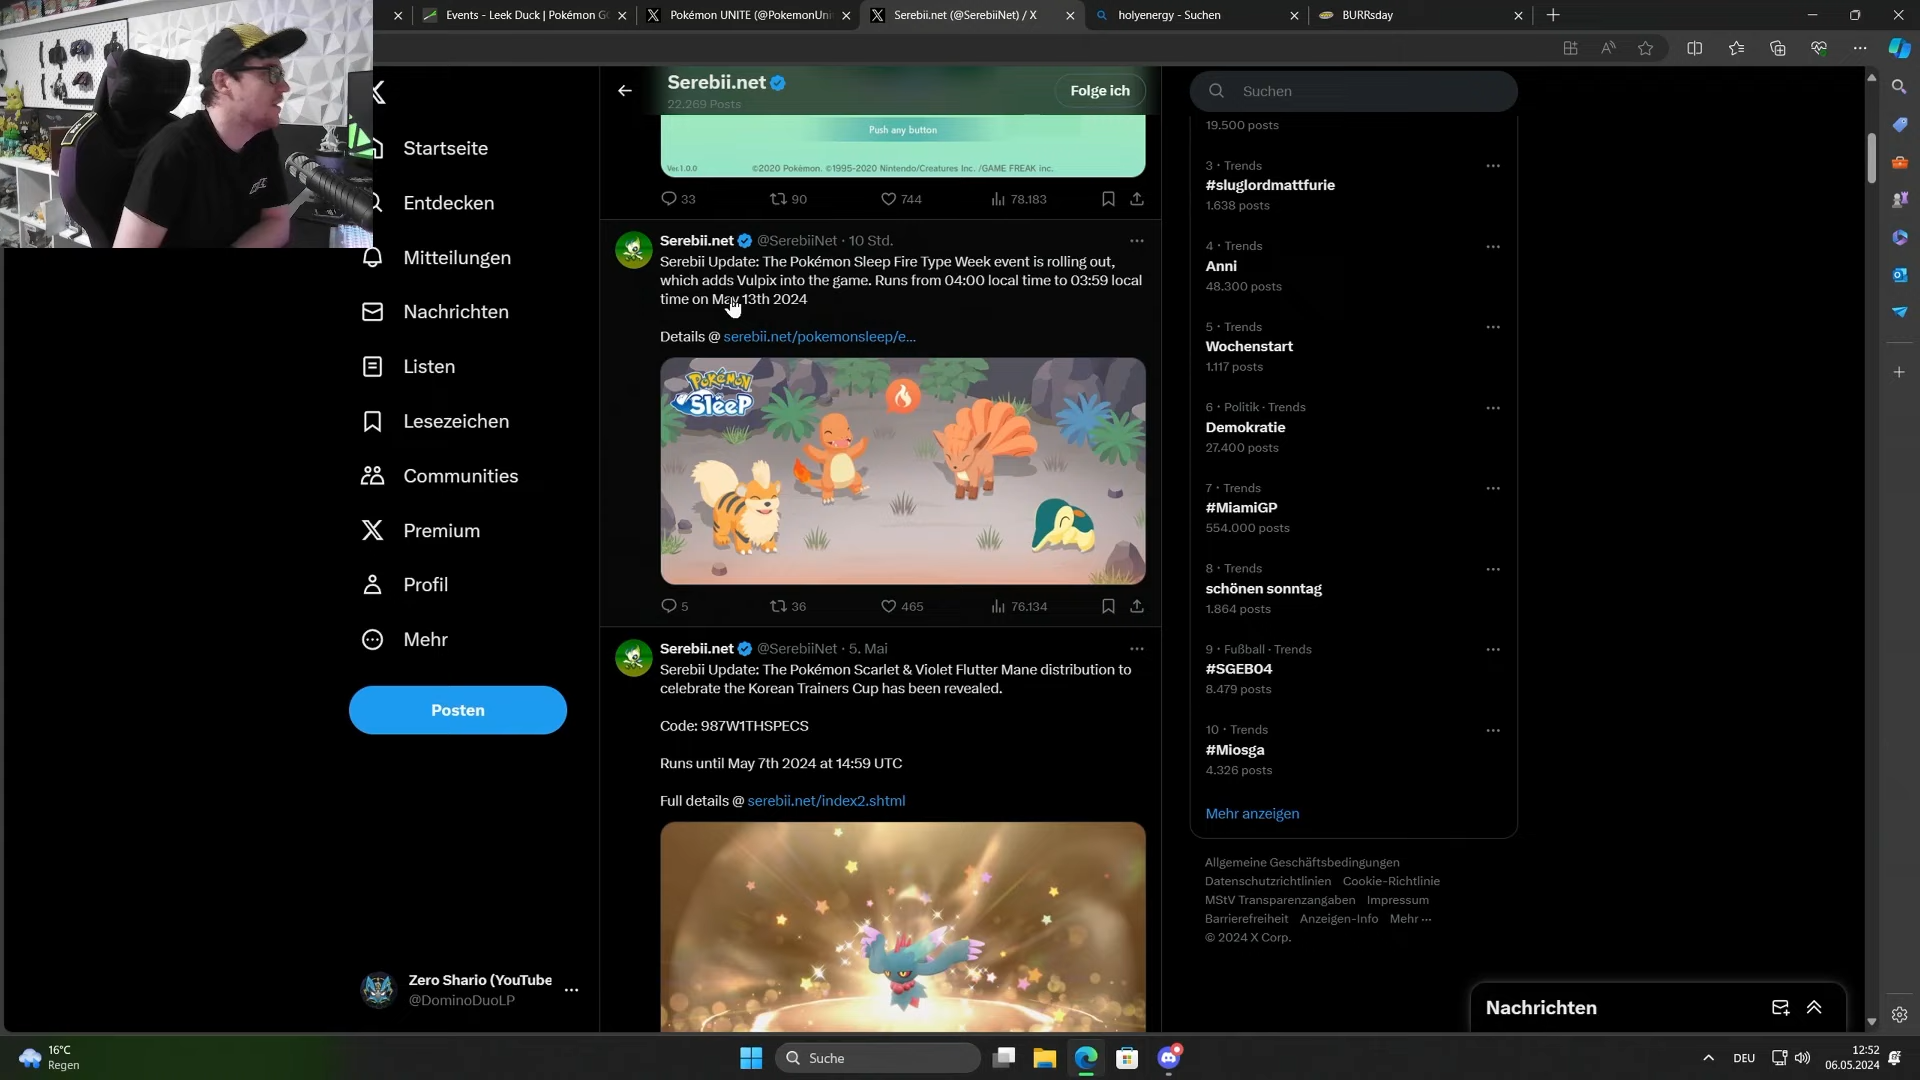 Events - Leek Duck | Pokémon GO
Pokémon UNITE (@PokemonUni
Serebii.net (@SerebiiNet) / X
holyenergy - Suchen
BURRsday
Serebii.net
22.269 Posts
Folge ich
Suchen
Push any button
Ver.1.0.0
©2020 Pokémon. ©1995-2020 Nintendo/Creatures Inc. /GAME FREAK inc.
33
90
744
78.183
Startseite
Entdecken
Mitteilungen
Nachrichten
Listen
Lesezeichen
Communities
Premium
Profil
Mehr
Posten
Zero Shario (YouTube
@DominoDuoLP
Serebii.net @SerebiiNet · 10 Std.
Serebii Update: The Pokémon Sleep Fire Type Week event is rolling out,
which adds Vulpix into the game. Runs from 04:00 local time to 03:59 local
time on May 13th 2024
Details @ serebii.net/pokemonsleep/e...
POKÉMON
Sleep
5
36
465
76.134
Serebii.net @SerebiiNet · 5. Mai
Serebii Update: The Pokémon Scarlet & Violet Flutter Mane distribution to
celebrate the Korean Trainers Cup has been revealed.
Code: 987W1THSPECS
Runs until May 7th 2024 at 14:59 UTC
Full details @ serebii.net/index2.shtml
19.500 posts
3 · Trends
#sluglordmattfurie
1.638 posts
4 · Trends
Anni
48.300 posts
5 · Trends
Wochenstart
1.117 posts
6 · Politik · Trends
Demokratie
27.400 posts
7 · Trends
#MiamiGP
554.000 posts
8 · Trends
schönen sonntag
1.864 posts
9 · Fußball · Trends
#SGEB04
8.479 posts
10 · Trends
#Miosga
4.326 posts
Mehr anzeigen
Allgemeine Geschäftsbedingungen
Datenschutzrichtlinien Cookie-Richtlinie
MStV Transparenzangaben Impressum
Barrierefreiheit Anzeigen-Info Mehr ···
© 2024 X Corp.
Nachrichten
16°C
Regen
Suche
DEU
12:52
06.05.2024